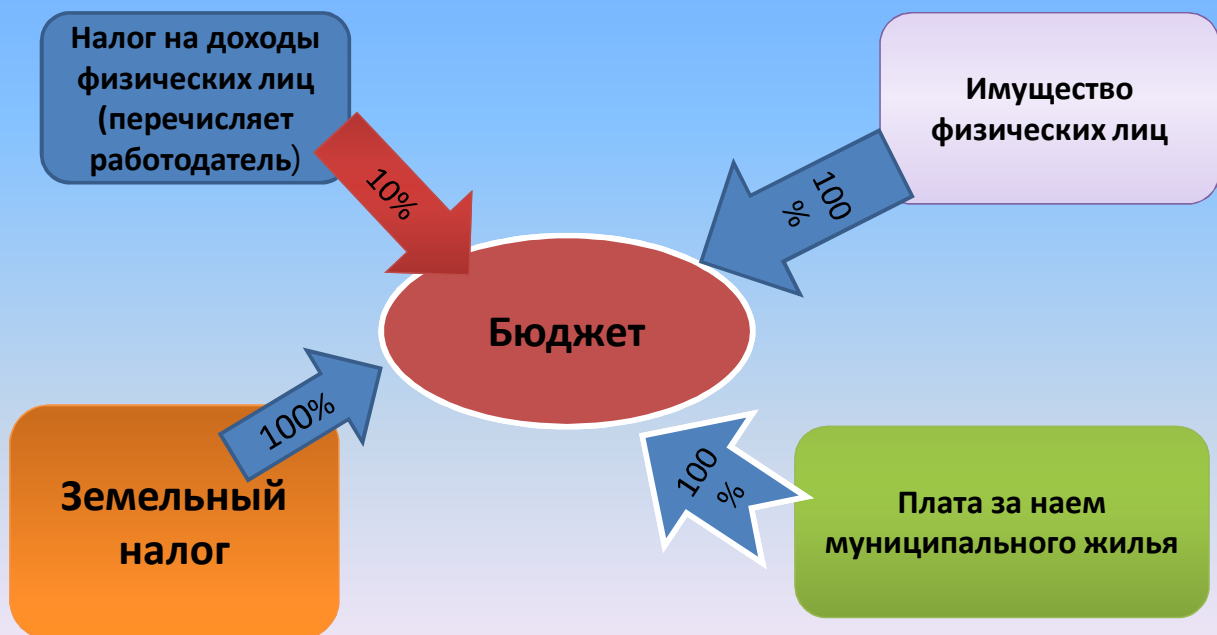 Налог на доходы
физических лиц
(перечисляет
работодатель)
10%
Имущество
физических лиц
100
%
Бюджет
100%
Земельный
налог
100
%
Плата за наем
муниципального жилья